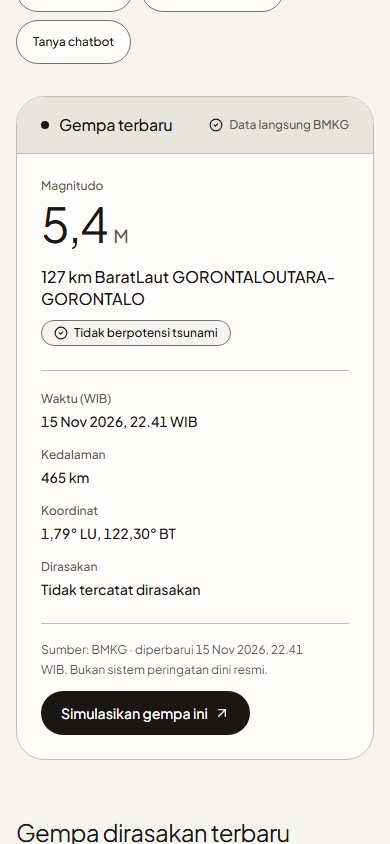 Tanya chatbot
Gempa terbaru
Data langsung BMKG
Magnitudo
5,4 M
127 km BaratLaut GORONTALOUTARA-
GORONTALO
Tidak berpotensi tsunami
Waktu (WIB)
15 Nov 2026, 22.41 WIB
Kedalaman
465 km
Koordinat
1,79° LU, 122,30° BT
Dirasakan
Tidak tercatat dirasakan
Sumber: BMKG · diperbarui 15 Nov 2026, 22.41
WIB. Bukan sistem peringatan dini resmi.
Simulasikan gempa ini
Gempa dirasakan terbaru